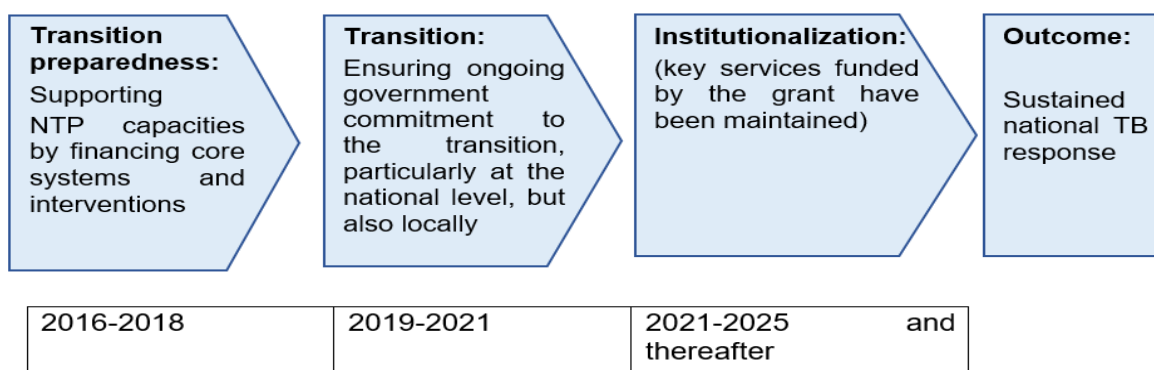 Transition
preparedness:
Supporting
NTP capacities
by financing core
systems and
interventions
Transition:
Ensuring ongoing
government
commitment to
the transition,
particularly at the
national level, but
also locally
Institutionalization:
(key services funded
by the grant have
been maintained)
Outcome:
Sustained
national TB
response
2016-2018
2019-2021
2021-2025 and
thereafter